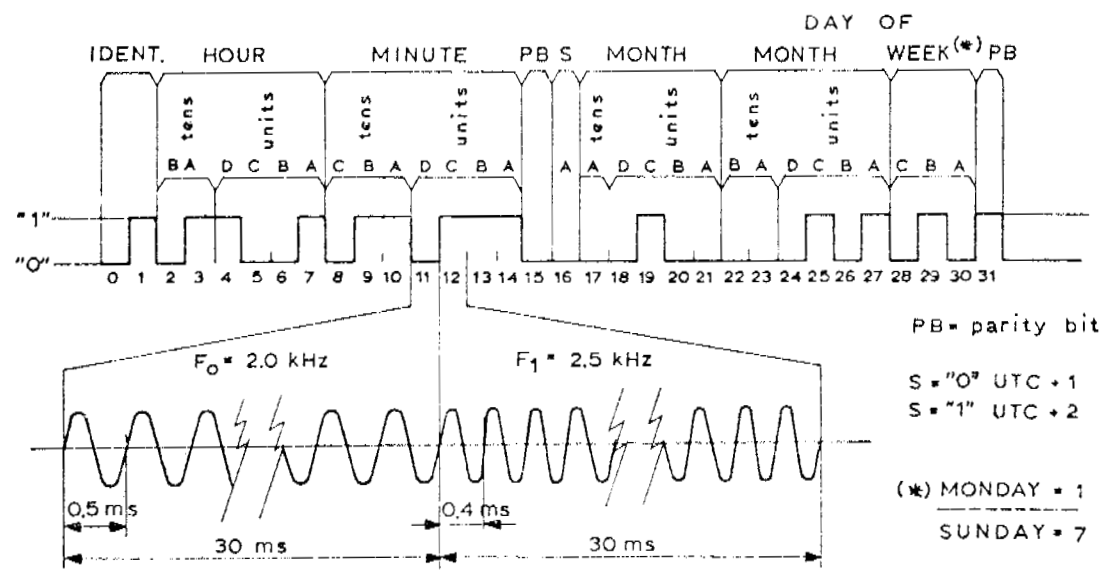 DAY OF
IDENT. HOUR MINUTE PB S MONTH MONTH WEEK (*) PB
tens units tens units tens units tens units
B A D C B A C B A D C B A A A D C B A B A D C B A C B A
"1"
"0"
0 1 2 3 4 5 6 7 8 9 10 11 12 13 14 15 16 17 18 19 20 21 22 23 24 25 26 27 28 29 30 31
PB = parity bit
F0 = 2.0 kHz F1 = 2.5 kHz
S = "0" UTC + 1
S = "1" UTC + 2
(*) MONDAY = 1
0,5 ms 0.4 ms
SUNDAY = 7
30 ms 30 ms